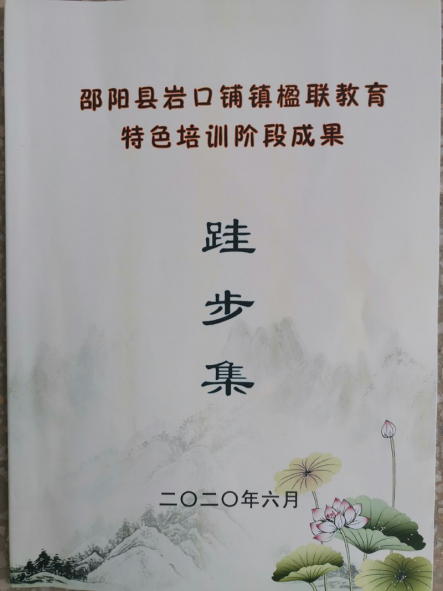 邵阳县岩口铺镇楹联教育
特色培训阶段成果
跬步集
二〇二〇年六月